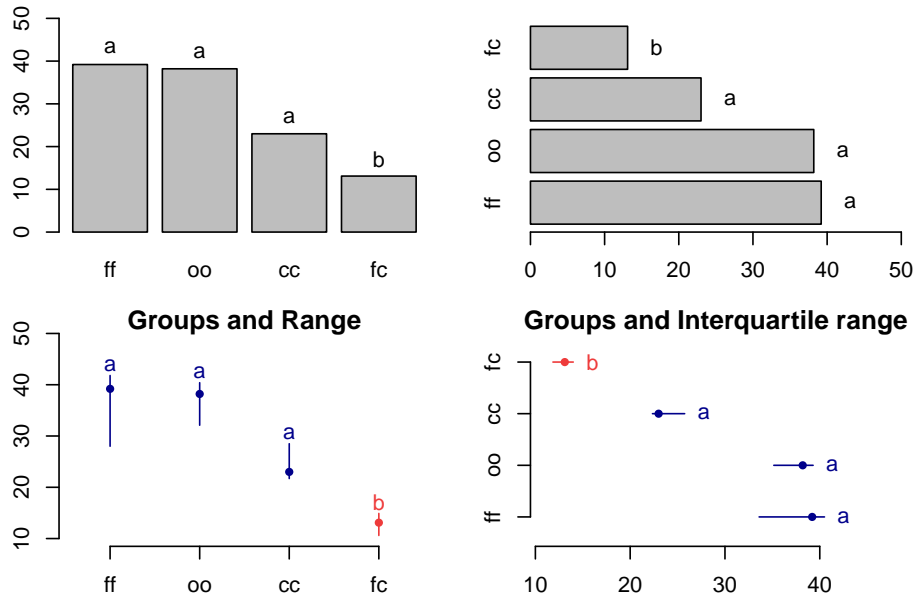 50
40
30
20
10
0
a
a
a
b
ff
oo
cc
fc
fc
cc
oo
ff
b
a
a
a
0 10 20 30 40 50
Groups and Range
50
40
30
20
10
a
a
a
b
ff oo cc fc
Groups and Interquartile range
fc
cc
oo
ff
b
a
a
a
10 20 30 40